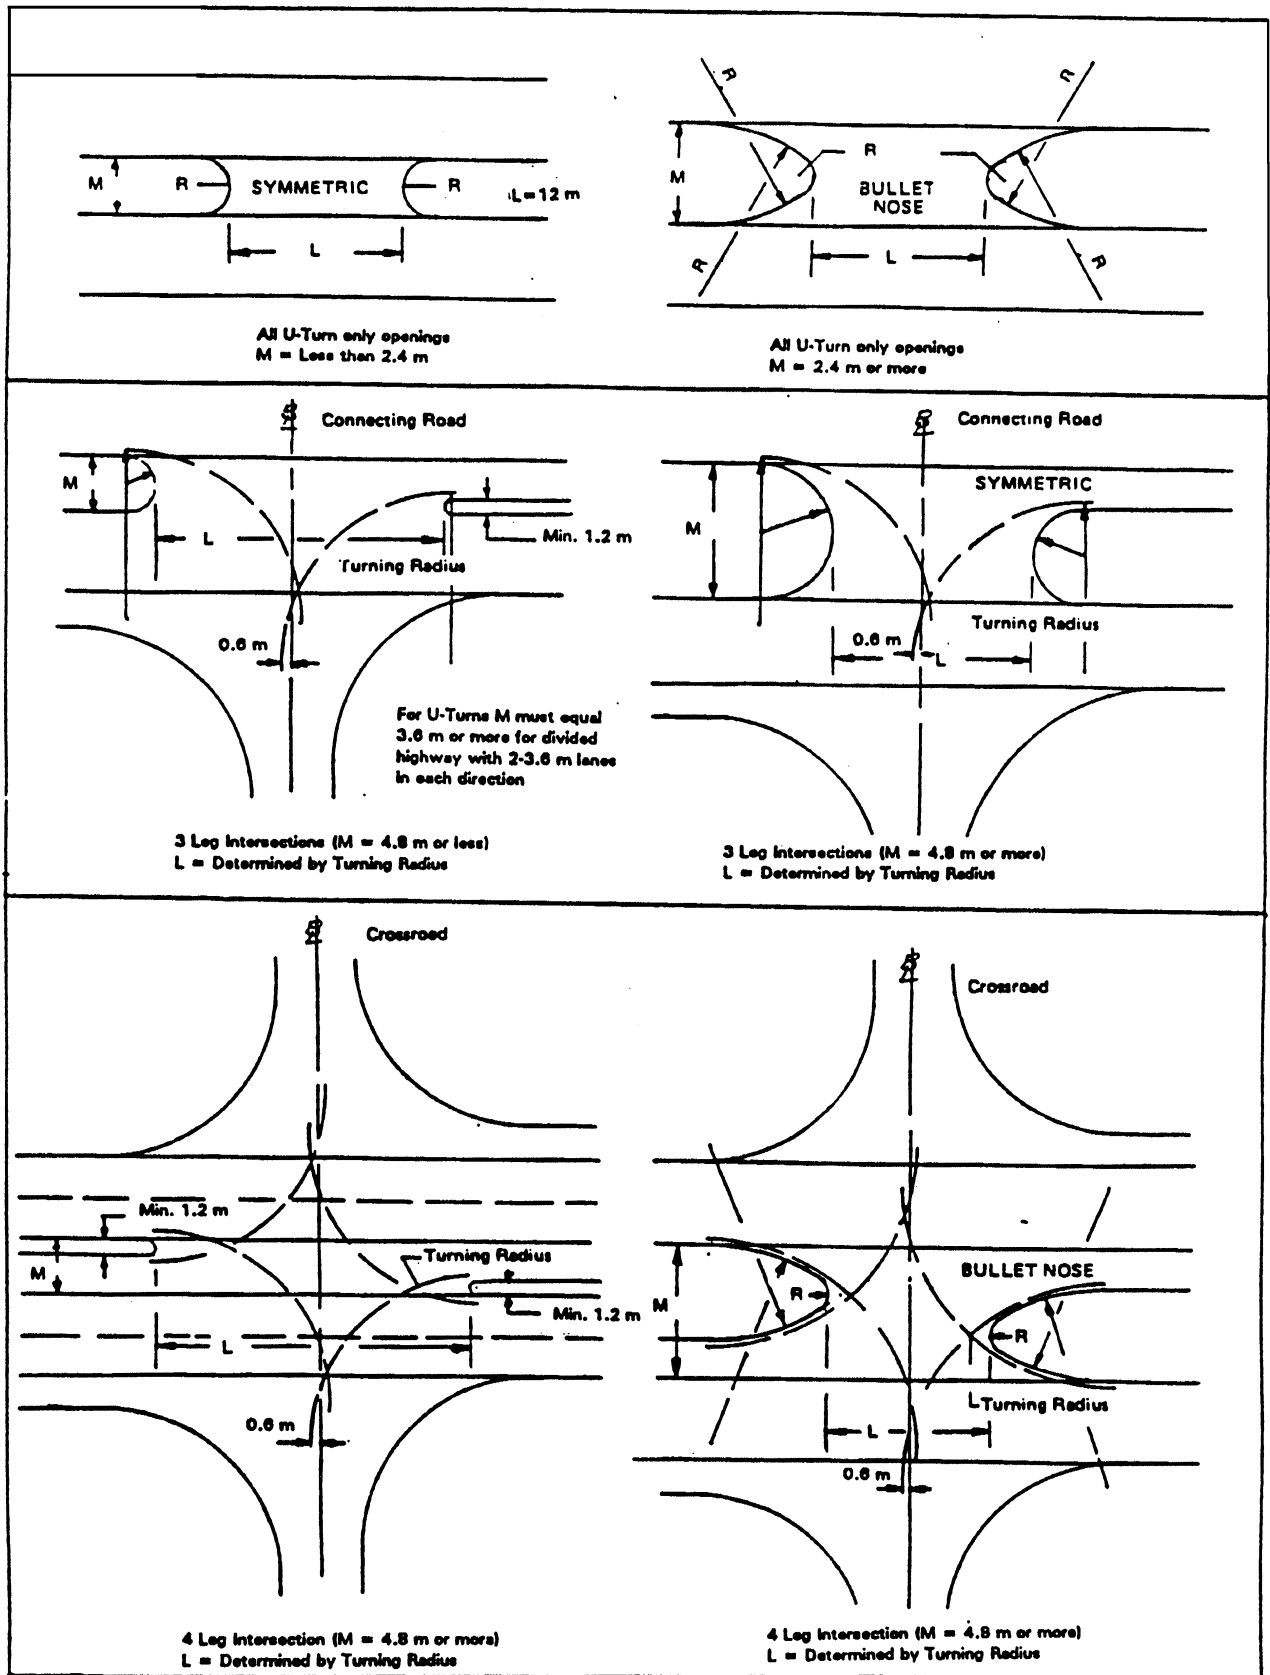 M
R
SYMMETRIC
R
L=12 m
L
All U-Turn only openings
M = Less than 2.4 m
R
R
M
R
BULLET
NOSE
L
R
R
All U-Turn only openings
M = 2.4 m or more
Connecting Road
M
L
Min. 1.2 m
Turning Radius
0.6 m
For U-Turns M must equal
3.6 m or more for divided
highway with 2-3.6 m lanes
in each direction
3 Leg Intersections (M = 4.8 m or less)
L = Determined by Turning Radius
Connecting Road
SYMMETRIC
M
Turning Radius
0.6 m
L
3 Leg Intersections (M = 4.8 m or more)
L = Determined by Turning Radius
Crossroad
Min. 1.2 m
M
Turning Radius
Min. 1.2 m
L
0.6 m
4 Leg Intersection (M = 4.8 m or more)
L = Determined by Turning Radius
Crossroad
BULLET NOSE
M
R
R
Turning Radius
L
0.6 m
4 Leg Intersection (M = 4.8 m or more)
L = Determined by Turning Radius